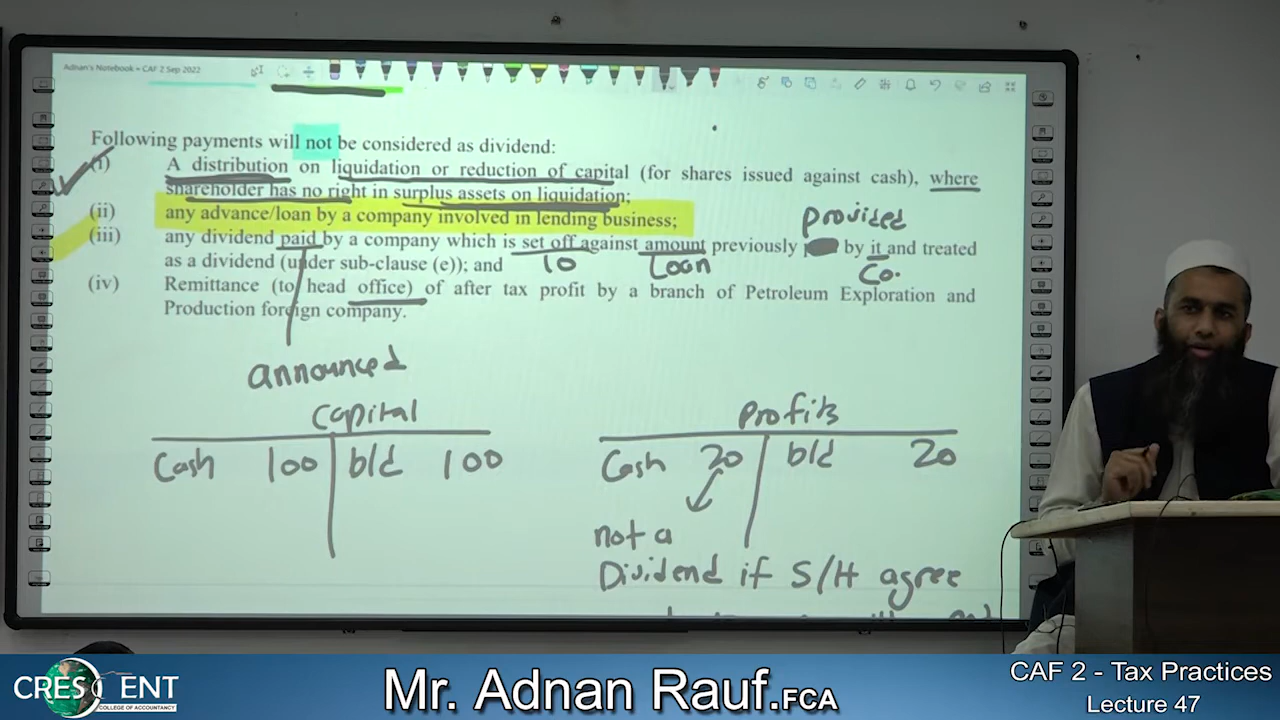 Adnan's Notebook » CAF 2 Sep 2022
Following payments will not be considered as dividend:
(i) A distribution on liquidation or reduction of capital (for shares issued against cash), where
shareholder has no right in surplus assets on liquidation;
(ii) any advance/loan by a company involved in lending business;
provided
(iii) any dividend paid by a company which is set off against amount previously by it and treated
10 Loan Co.
as a dividend (under sub-clause (e)); and
(iv) Remittance (to head office) of after tax profit by a branch of Petroleum Exploration and
Production foreign company.
announced
Capital
Cash 100 b/d 100
Profits
Cash 20 b/d 20
not a
Dividend if S/H agree
CRESCENT
COLLEGE OF ACCOUNTANCY
Mr. Adnan Rauf.FCA
CAF 2 - Tax Practices
Lecture 47